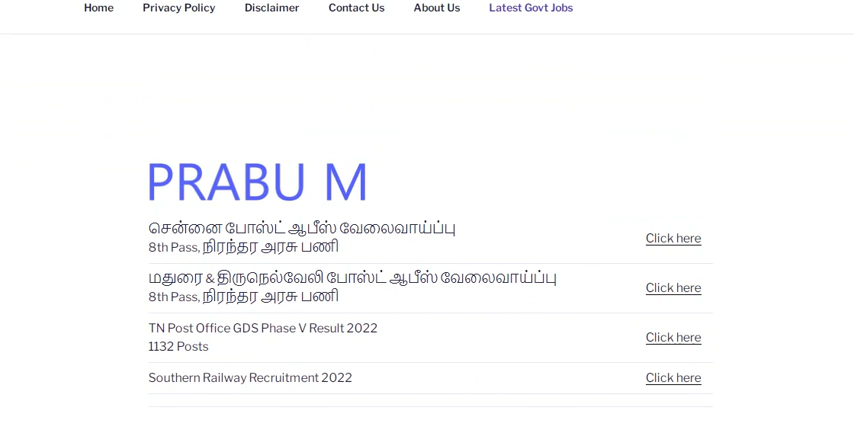 Home Privacy Policy Disclaimer Contact Us About Us Latest Govt Jobs
PRABU M
சென்னை போஸ்ட் ஆபீஸ் வேலைவாய்ப்பு
8th Pass, நிரந்தர அரசு பணி
Click here
மதுரை & திருநெல்வேலி போஸ்ட் ஆபீஸ் வேலைவாய்ப்பு
8th Pass, நிரந்தர அரசு பணி
Click here
TN Post Office GDS Phase V Result 2022
1132 Posts
Click here
Southern Railway Recruitment 2022 Click here